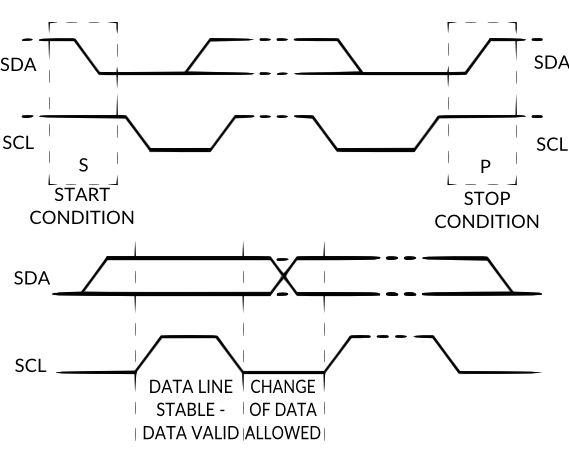 SDA
SDA
SCL
SCL
S
P
START
CONDITION
STOP
CONDITION
SDA
SCL
DATA LINE
STABLE -
DATA VALID
CHANGE
OF DATA
ALLOWED